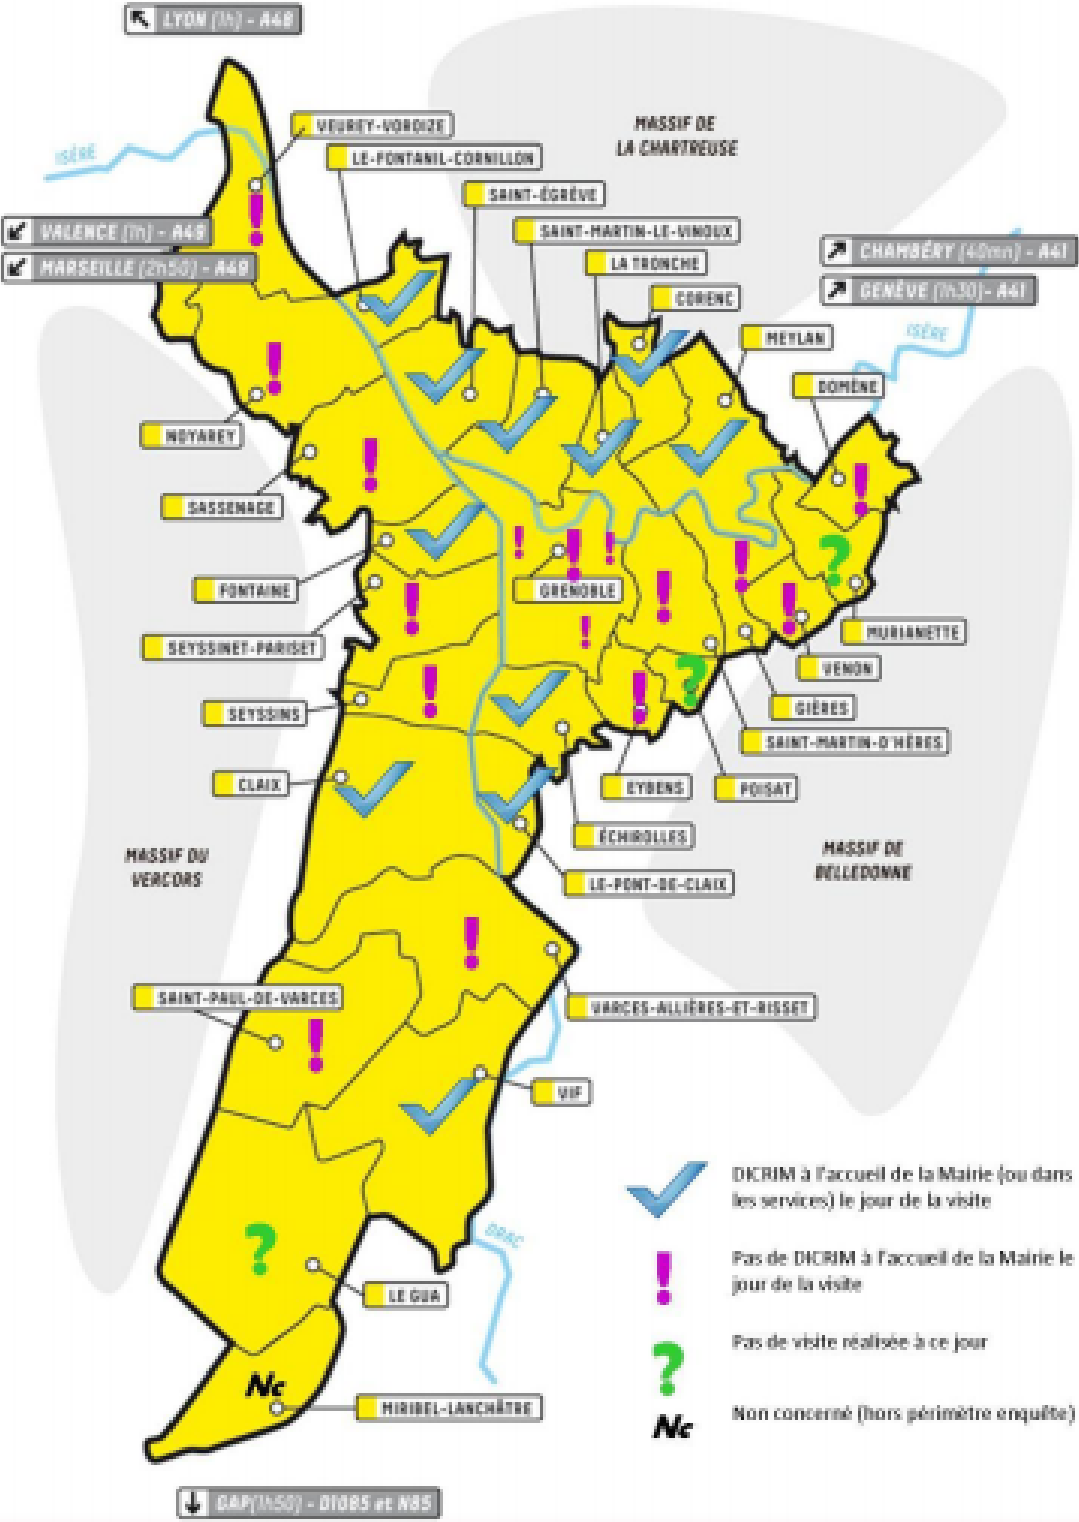 LYON (1h) - A48
VEUREY-VOROIZE
LE-FONTANIL-CORNILLON
MASSIF DE
LA CHARTREUSE
ISÈRE
SAINT-ÉGRÈVE
VALENCE (1h) - A49
SAINT-MARTIN-LE-VINOUX
MARSEILLE (2h50) - A49
LA TRONCHE
CHAMBÉRY (40mn) - A41
GENÈVE (1h30) - A41
CORENC
ISÈRE
MEYLAN
DOMÈNE
NOYAREY
SASSENAGE
FONTAINE
GRENOBLE
SEYSSINET-PARISET
MURIANETTE
VENON
SEYSSINS
GIÈRES
SAINT-MARTIN-D'HÈRES
CLAIX
EYBENS
POISAT
ÉCHIROLLES
MASSIF DU
VERCORS
MASSIF DE
BELLEDONNE
LE-PONT-DE-CLAIX
SAINT-PAUL-DE-VARCES
VARCES-ALLIÈRES-ET-RISSET
VIF
DRAC
LE GUA
Nc
MIRIBEL-LANCHÂTRE
GAP (1h50) - D1085 et N85
DICRIM à l'accueil de la Mairie (ou dans
les services) le jour de la visite
Pas de DICRIM à l'accueil de la Mairie le
jour de la visite
Pas de visite réalisée à ce jour
Nc Non concerné (hors périmètre enquête)